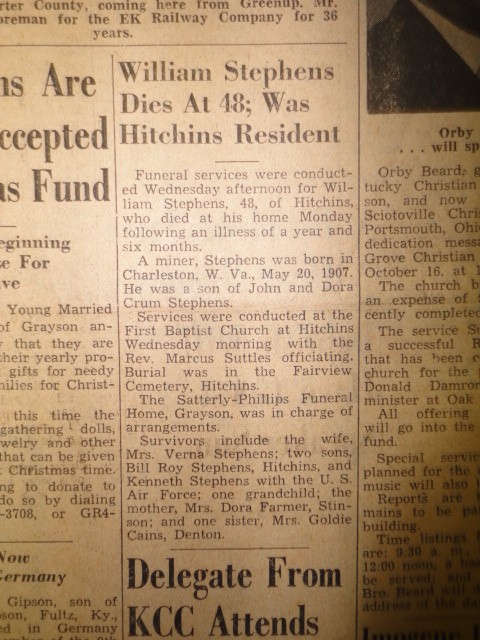 rter County, coming here from Greenup. Mr.
oreman for the EK Railway Company for 36
years.
ns Are
ccepted
as Fund
eginning
e For
ve
Young Married
of Grayson an-
y that they are
their yearly pro-
gifts for needy
milies for Christ-
this time the
gathering dolls,
welry and other
that can be given
t Christmas time.
ng to donate to
do so by dialing
-3708, or GR4-
Now
Germany
Gipson, son of
pson, Fultz, Ky.,
ed in Germany
William Stephens
Dies At 48; Was
Hitchins Resident
Funeral services were conduct-
ed Wednesday afternoon for Wil-
liam Stephens, 48, of Hitchins,
who died at his home Monday
following an illness of a year and
six months.
A miner, Stephens was born in
Charleston, W. Va., May 20, 1907.
He was a son of John and Dora
Crum Stephens.
Services were conducted at the
First Baptist Church at Hitchins
Wednesday morning with the
Rev. Marcus Suttles officiating.
Burial was in the Fairview
Cemetery, Hitchins.
The Satterly-Phillips Funeral
Home, Grayson, was in charge of
arrangements.
Survivors include the wife,
Mrs. Verna Stephens; two sons,
Bill Roy Stephens, Hitchins, and
Kenneth Stephens with the U. S.
Air Force; one grandchild; the
mother, Mrs. Dora Farmer, Stin-
son; and one sister, Mrs. Goldie
Cains, Denton.
Delegate From
KCC Attends
Orby
. . . will sp
Orby Beard, g
tucky Christian
son, and now
Sciotoville Chris
Portsmouth, Ohio
dedication messa
Grove Christian
October 16, at 1
The church b
an expense of
cently completed
The service
a successful R
that has been c
church for the
Donald Damron
minister at Oak
All offering
will go into the
fund.
Special servic
planned for the
music will also
Reports are
mains to be pa
building.
Time listings
are: 9:30 a. m.
12:00 noon, a ba
be served; and
Bro. Beard will d
address of the da